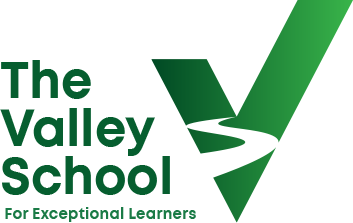 The
Valley
School
For Exceptional Learners